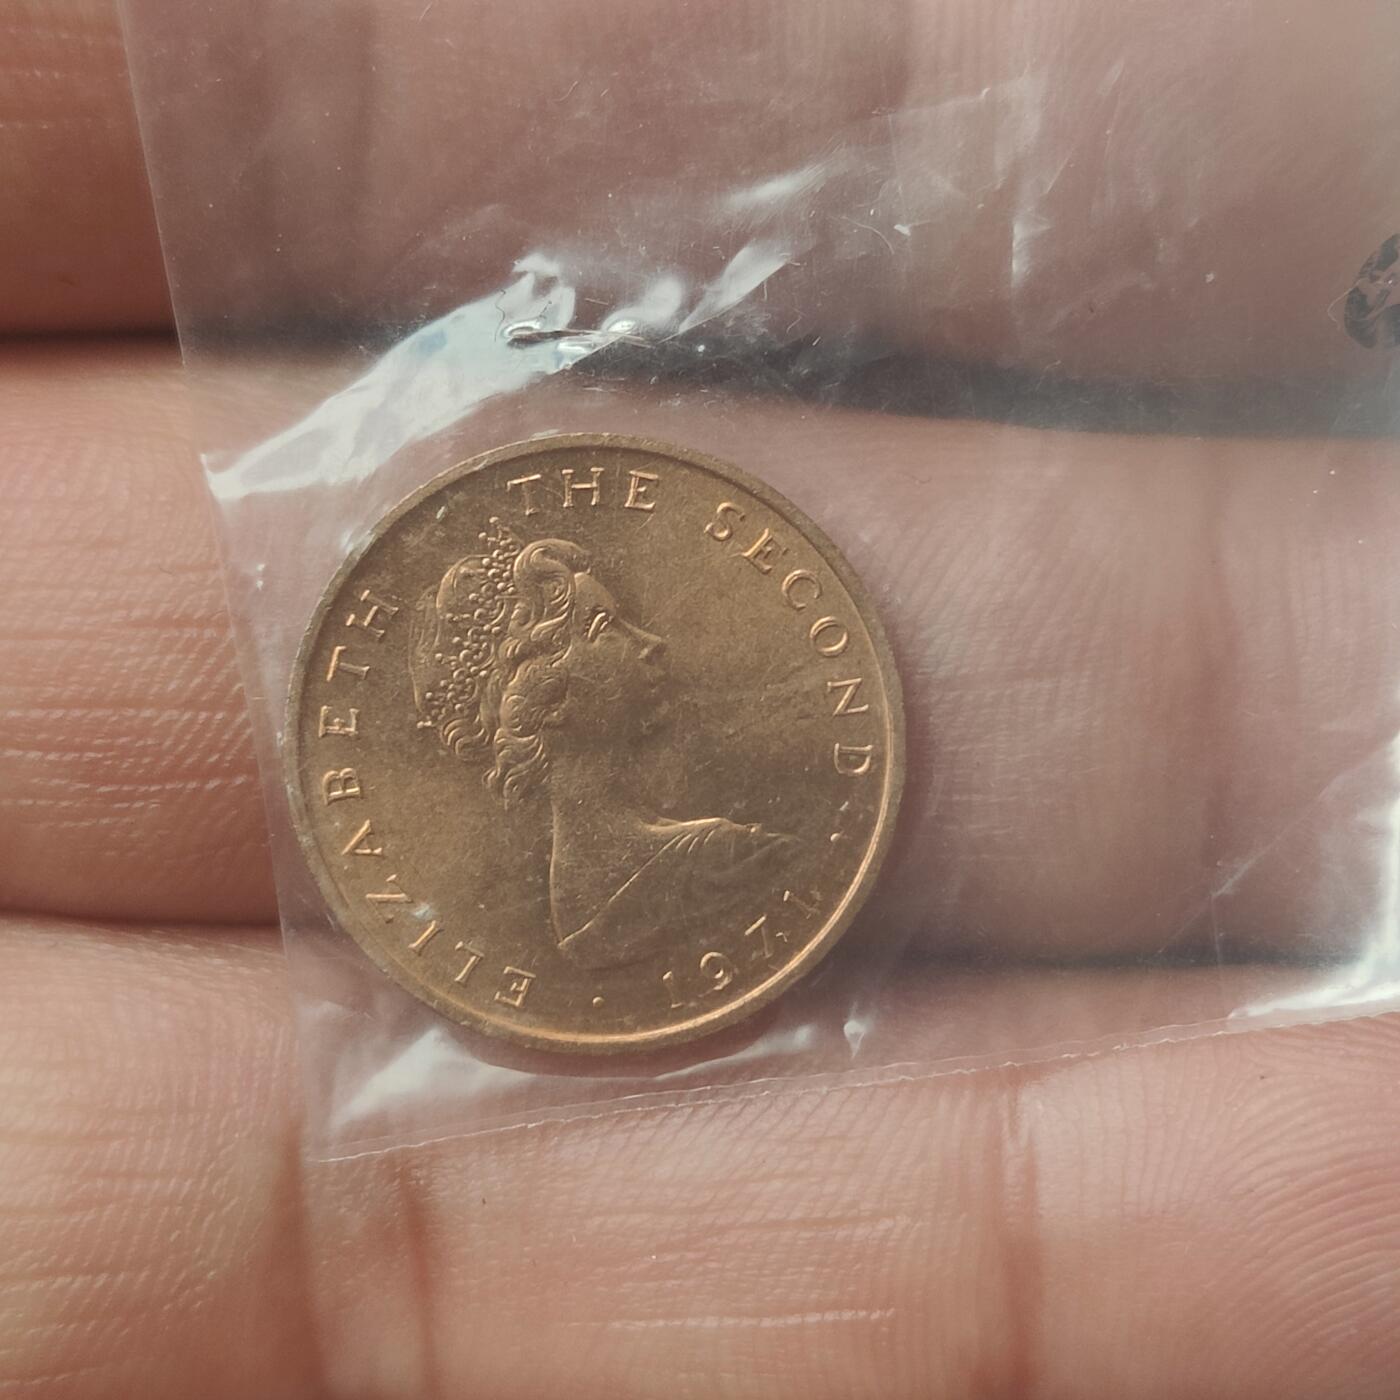 ELIZABETH THE SECOND · 1971 ·